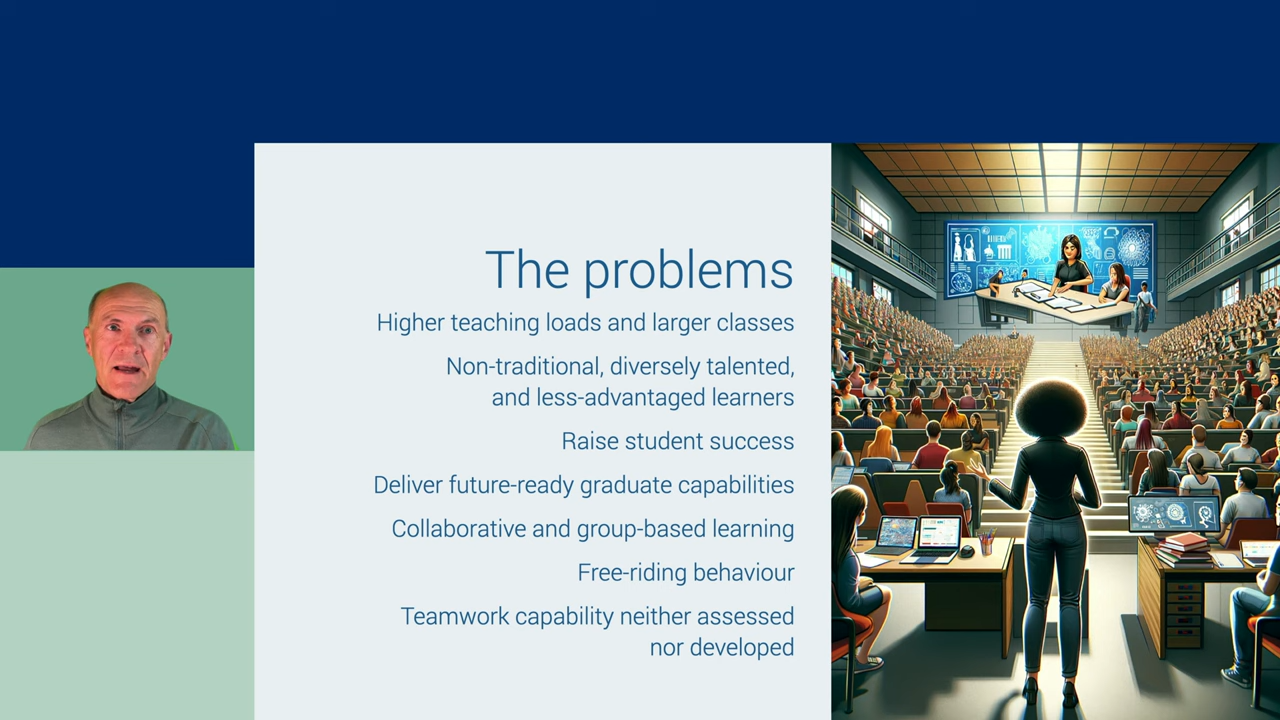 The problems
Higher teaching loads and larger classes
Non-traditional, diversely talented,
and less-advantaged learners
Raise student success
Deliver future-ready graduate capabilities
Collaborative and group-based learning
Free-riding behaviour
Teamwork capability neither assessed
nor developed